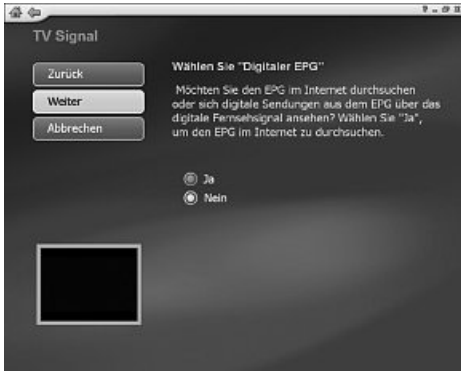 TV Signal
Zurück
Weiter
Abbrechen
Wählen Sie "Digitaler EPG"
Möchten Sie den EPG im Internet durchsuchen
oder sich digitale Sendungen aus dem EPG über das
digitale Fernsehsignal ansehen? Wählen Sie "Ja",
um den EPG im Internet zu durchsuchen.
Ja
Nein